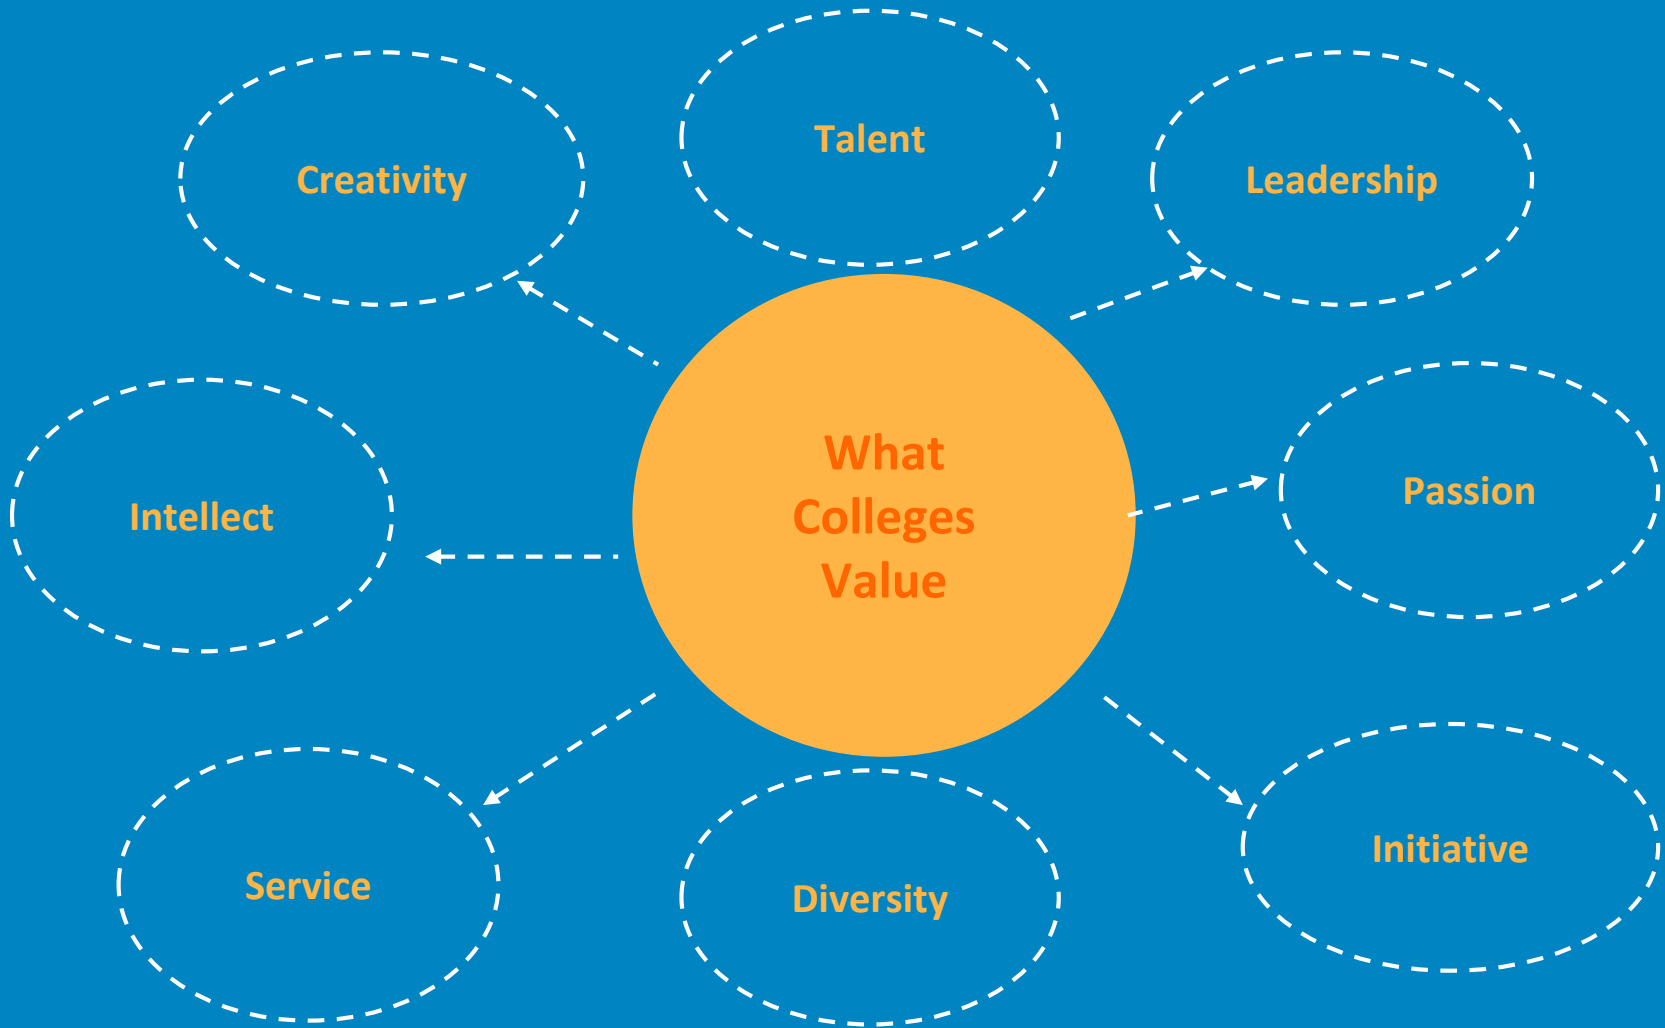 Talent
Creativity
Leadership
What
Colleges
Value
Passion
Intellect
Initiative
Service
Diversity